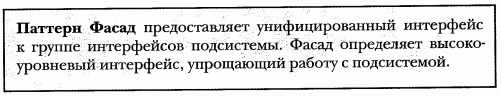 Паттерн Фасад предоставляет унифицированный интерфейс
к группе интерфейсов подсистемы. Фасад определяет высоко-
уровневый интерфейс, упрощающий работу с подсистемой.